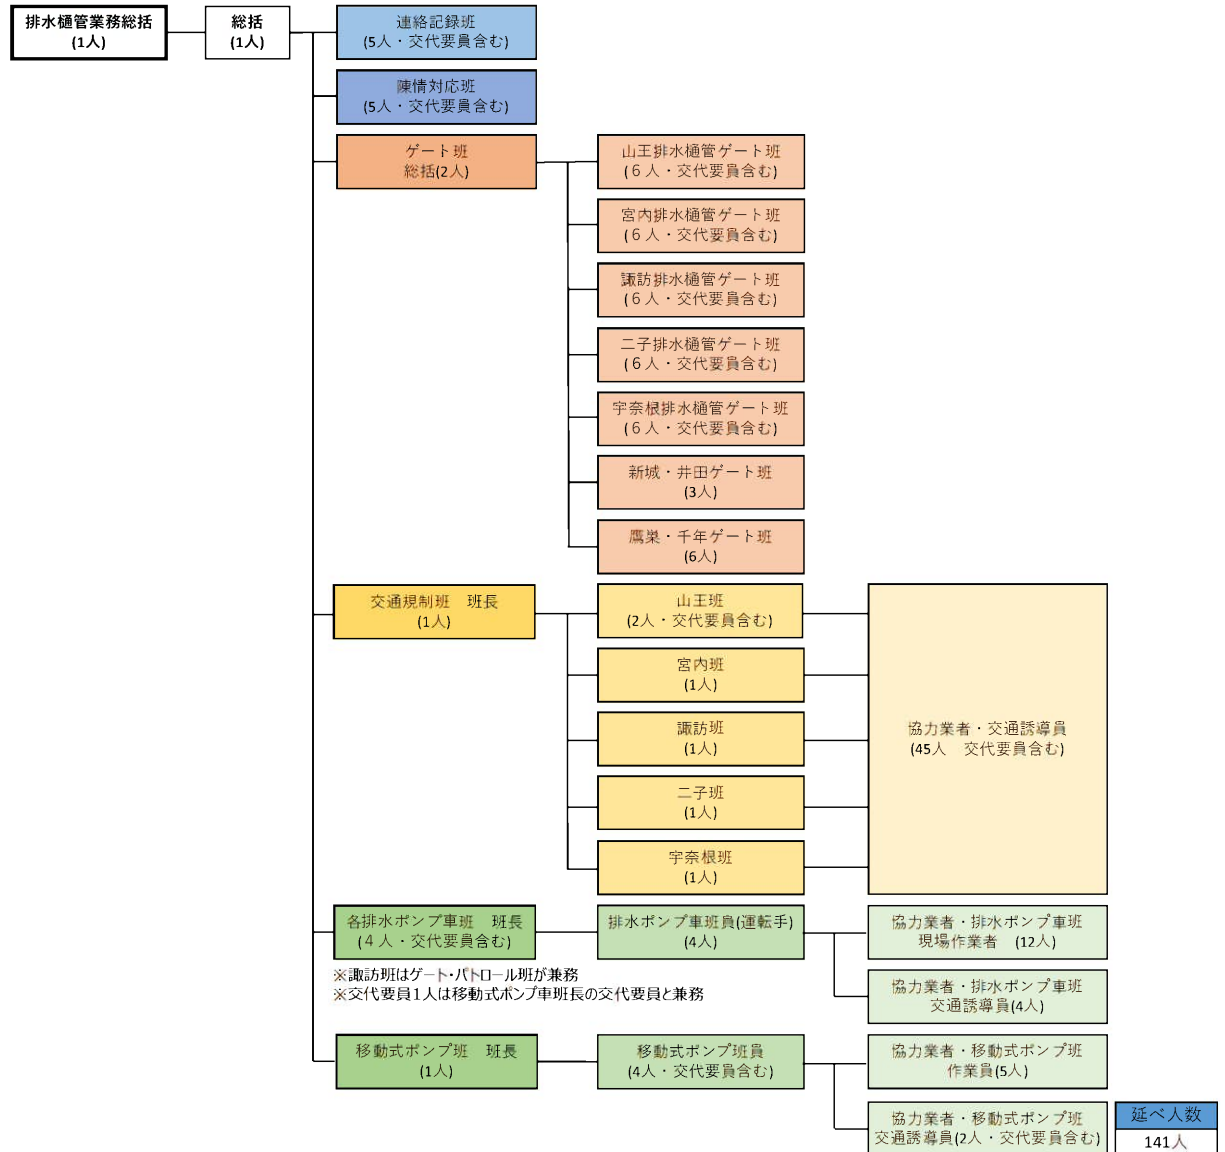 排水樋管業務総括
(1人)
総括
(1人)
連絡記録班
(5人・交代要員含む)
陳情対応班
(5人・交代要員含む)
ゲート班
総括(2人)
山王排水樋管ゲート班
(６人・交代要員含む)
宮内排水樋管ゲート班
(６人・交代要員含む)
諏訪排水樋管ゲート班
(６人・交代要員含む)
二子排水樋管ゲート班
(６人・交代要員含む)
宇奈根排水樋管ゲート班
(６人・交代要員含む)
新城・井田ゲート班
(3人)
鷹巣・千年ゲート班
(6人)
交通規制班　班長
(1人)
山王班
(2人・交代要員含む)
宮内班
(1人)
諏訪班
(1人)
二子班
(1人)
宇奈根班
(1人)
協力業者・交通誘導員
(45人　交代要員含む)
各排水ポンプ車班　班長
(４人・交代要員含む)
※諏訪班はゲート・パトロール班が兼務
※交代要員１人は移動式ポンプ車班長の交代要員と兼務
排水ポンプ車班員(運転手)
(4人)
協力業者・排水ポンプ車班
現場作業者　(12人)
協力業者・排水ポンプ車班
交通誘導員(4人)
移動式ポンプ班　班長
(1人)
移動式ポンプ班員
(4人・交代要員含む)
協力業者・移動式ポンプ班
作業員(5人)
協力業者・移動式ポンプ班
交通誘導員(2人・交代要員含む)
延べ人数
141人